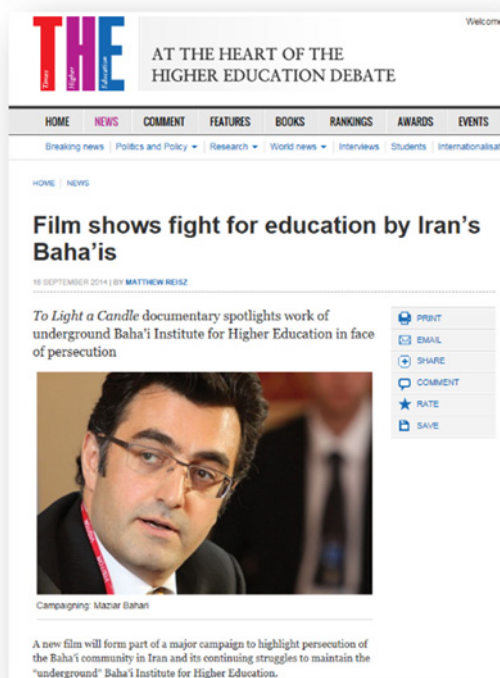 Welcome
THE
Times
Higher
Education
AT THE HEART OF THE
HIGHER EDUCATION DEBATE
HOME NEWS COMMENT FEATURES BOOKS RANKINGS AWARDS EVENTS
Breaking news | Politics and Policy | Research | World news | Interviews | Students | Internationalisat
HOME | NEWS
Film shows fight for education by Iran's
Baha'is
18 SEPTEMBER 2014 | BY MATTHEW REISZ
To Light a Candle documentary spotlights work of
underground Baha'i Institute for Higher Education in face
of persecution
PRINT
EMAIL
SHARE
COMMENT
RATE
SAVE
Campaigning: Maziar Bahari
A new film will form part of a major campaign to highlight persecution of
the Baha'i community in Iran and its continuing struggles to maintain the
"underground" Baha'i Institute for Higher Education.